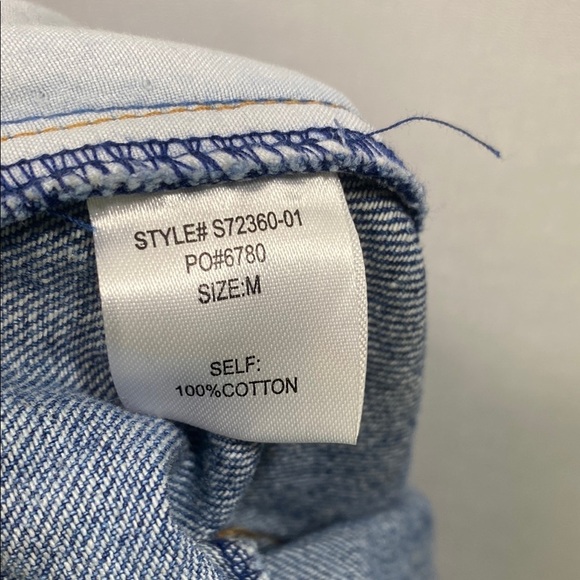 STYLE# S72360-01
PO#6780
SIZE:M
SELF:
100%COTTON